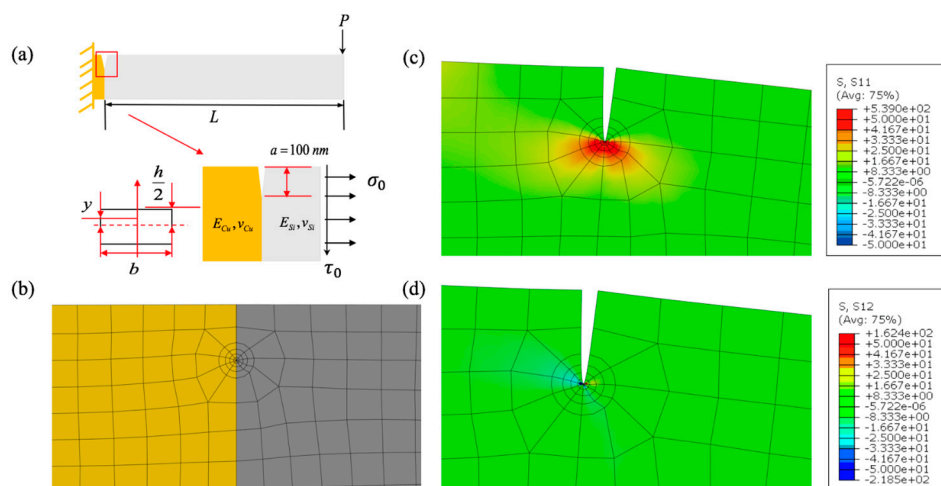 (a)
P
L
a = 100 nm
h
2
y
b
E_Cu, ν_Cu
E_Si, ν_Si
σ_0
τ_0
(b)
(c)
S, S11
(Avg: 75%)
+5.390e+02
+5.000e+01
+4.167e+01
+3.333e+01
+2.500e+01
+1.667e+01
+8.333e+00
-5.722e-06
-8.333e+00
-1.667e+01
-2.500e+01
-3.333e+01
-4.167e+01
-5.000e+01
(d)
S, S12
(Avg: 75%)
+1.624e+02
+5.000e+01
+4.167e+01
+3.333e+01
+2.500e+01
+1.667e+01
+8.333e+00
-5.722e-06
-8.333e+00
-1.667e+01
-2.500e+01
-3.333e+01
-4.167e+01
-5.000e+01
-2.185e+02